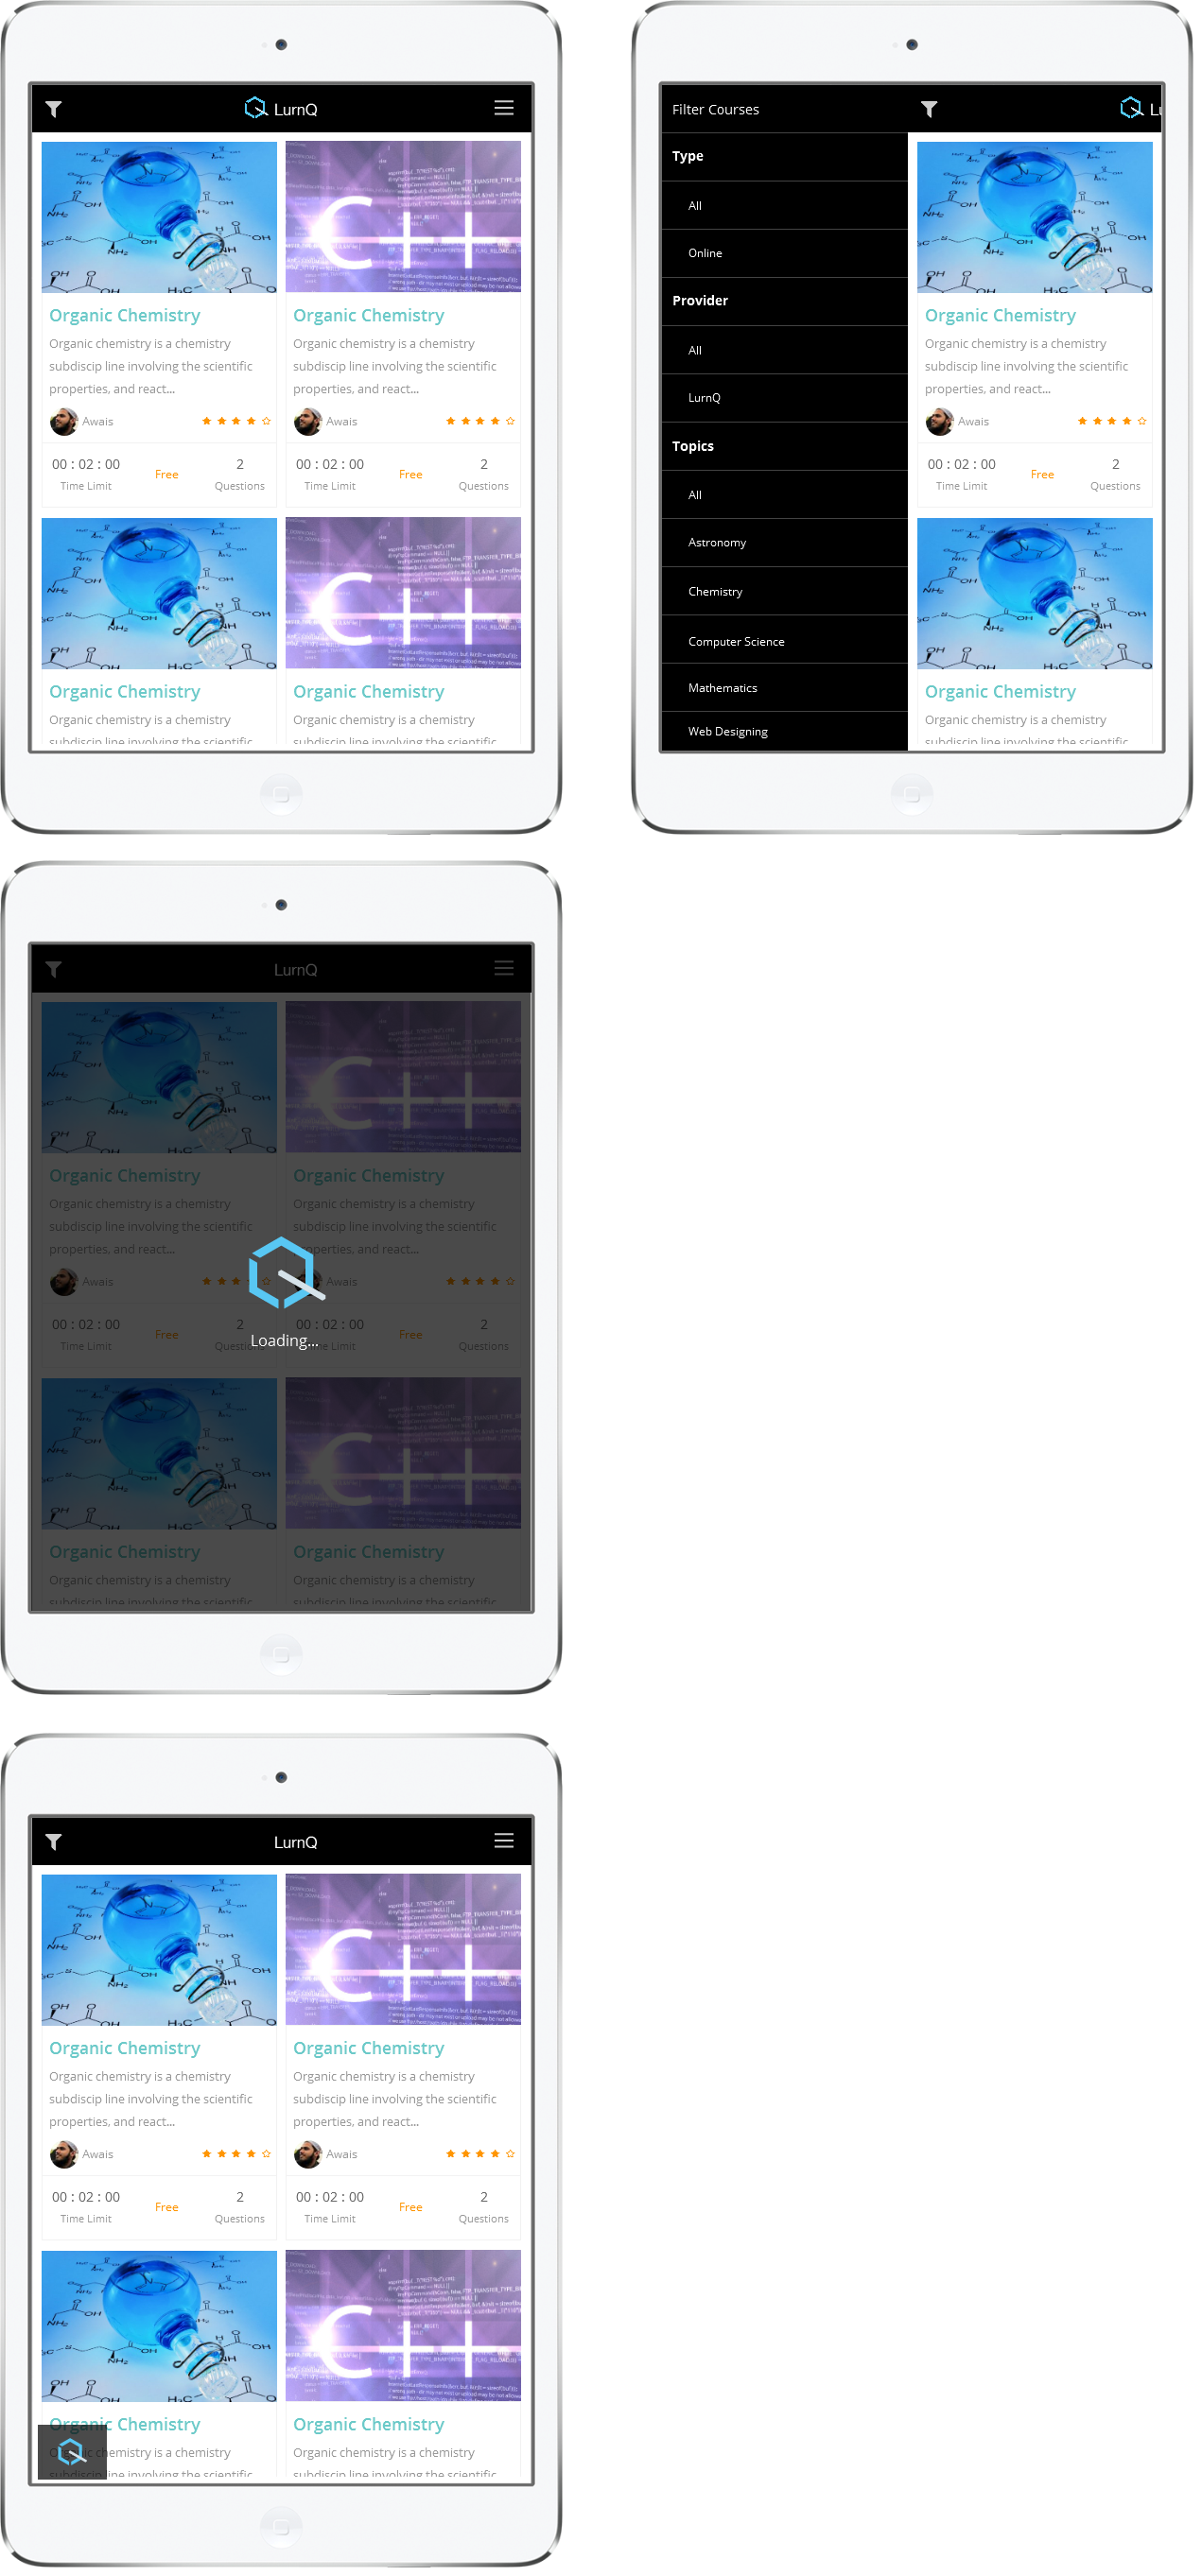 LurnQ
Organic Chemistry
Organic chemistry is a chemistry
subdiscip line involving the scientific
properties, and react...
Awais
00 : 02 : 00
Time Limit
Free
2
Questions
C++
Organic Chemistry
Organic chemistry is a chemistry
subdiscip line involving the scientific
properties, and react...
Awais
00 : 02 : 00
Time Limit
Free
2
Questions
Organic Chemistry
Organic chemistry is a chemistry
subdiscip line involving the scientific
C++
Organic Chemistry
Organic chemistry is a chemistry
subdiscip line involving the scientific
Filter Courses
Type
All
Online
Provider
All
LurnQ
Topics
All
Astronomy
Chemistry
Computer Science
Mathematics
Web Designing
Lu
Organic Chemistry
Organic chemistry is a chemistry
subdiscip line involving the scientific
properties, and react...
Awais
00 : 02 : 00
Time Limit
Free
2
Questions
Organic Chemistry
Organic chemistry is a chemistry
subdiscip line involving the scientific
LurnQ
Organic Chemistry
Organic chemistry is a chemistry
subdiscip line involving the scientific
properties, and react...
Awais
00 : 02 : 00
Time Limit
Free
2
C++
Organic Chemistry
Organic chemistry is a chemistry
subdiscip line involving the scientific
properties, and react...
Awais
00 : 02 : 00
Time Limit
Free
2
Questions
Loading...
Organic Chemistry
Organic chemistry is a chemistry
subdiscip line involving the scientific
C++
Organic Chemistry
Organic chemistry is a chemistry
subdiscip line involving the scientific
LurnQ
Organic Chemistry
Organic chemistry is a chemistry
subdiscip line involving the scientific
properties, and react...
Awais
00 : 02 : 00
Time Limit
Free
2
Questions
C++
Organic Chemistry
Organic chemistry is a chemistry
subdiscip line involving the scientific
properties, and react...
Awais
00 : 02 : 00
Time Limit
Free
2
Questions
Organic Chemistry
chemistry is a chemistry
line involving the scientific
C++
Organic Chemistry
Organic chemistry is a chemistry
subdiscip line involving the scientific